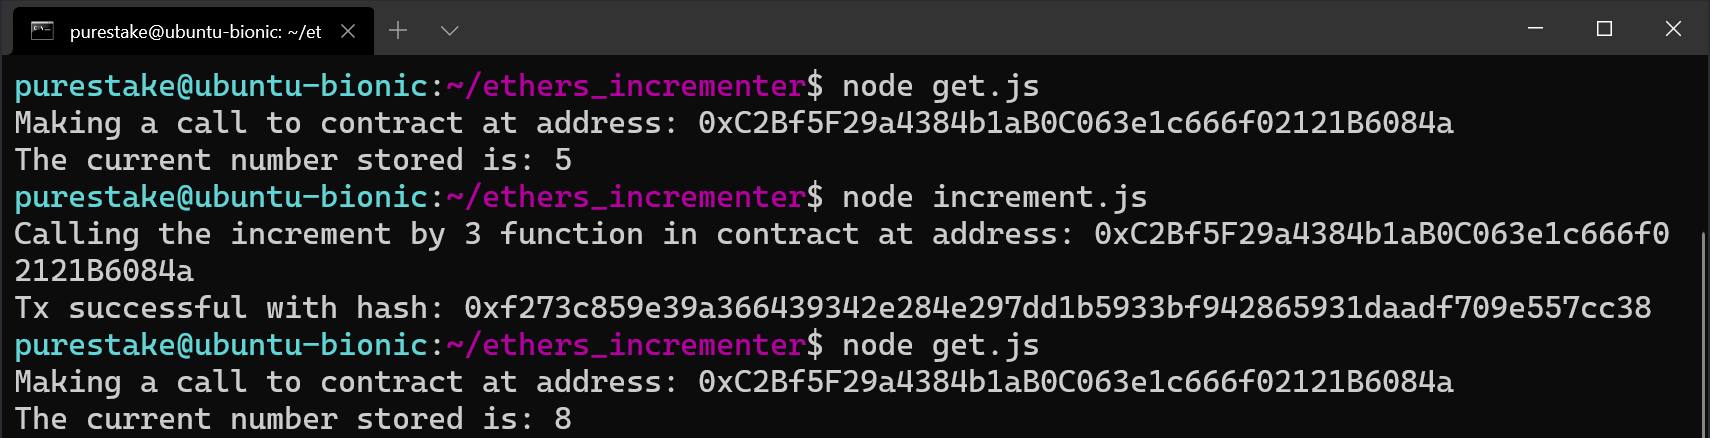 purestake@ubuntu-bionic: ~/et
purestake@ubuntu-bionic:~/ethers_incrementer$ node get.js
Making a call to contract at address: 0xC2Bf5F29a4384b1aB0C063e1c666f02121B6084a
The current number stored is: 5
purestake@ubuntu-bionic:~/ethers_incrementer$ node increment.js
Calling the increment by 3 function in contract at address: 0xC2Bf5F29a4384b1aB0C063e1c666f0
2121B6084a
Tx successful with hash: 0xf273c859e39a366439342e284e297dd1b5933bf942865931daadf709e557cc38
purestake@ubuntu-bionic:~/ethers_incrementer$ node get.js
Making a call to contract at address: 0xC2Bf5F29a4384b1aB0C063e1c666f02121B6084a
The current number stored is: 8